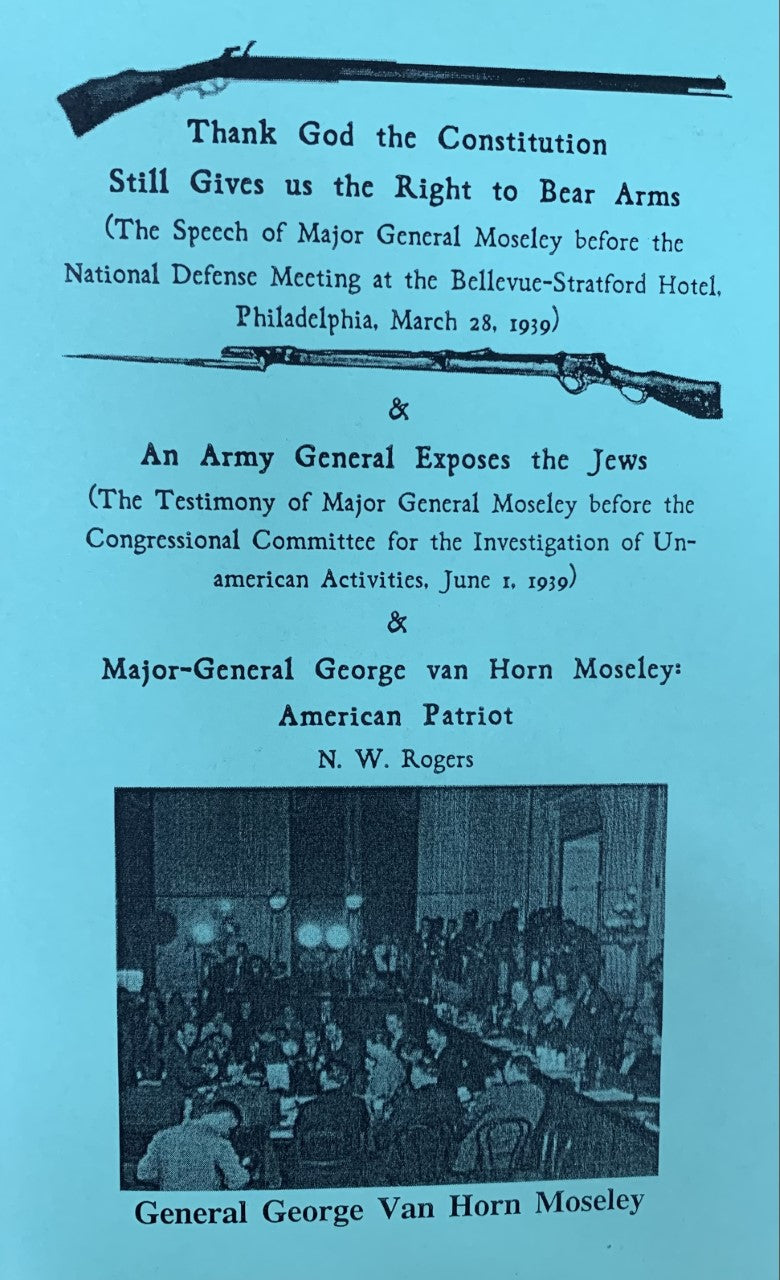 Thank God the Constitution
Still Gives us the Right to Bear Arms
(The Speech of Major General Moseley before the
National Defense Meeting at the Bellevue-Stratford Hotel,
Philadelphia, March 28, 1939)
&
An Army General Exposes the Jews
(The Testimony of Major General Moseley before the
Congressional Committee for the Investigation of Un-
american Activities, June 1, 1939)
&
Major-General George van Horn Moseley:
American Patriot
N. W. Rogers
General George Van Horn Moseley